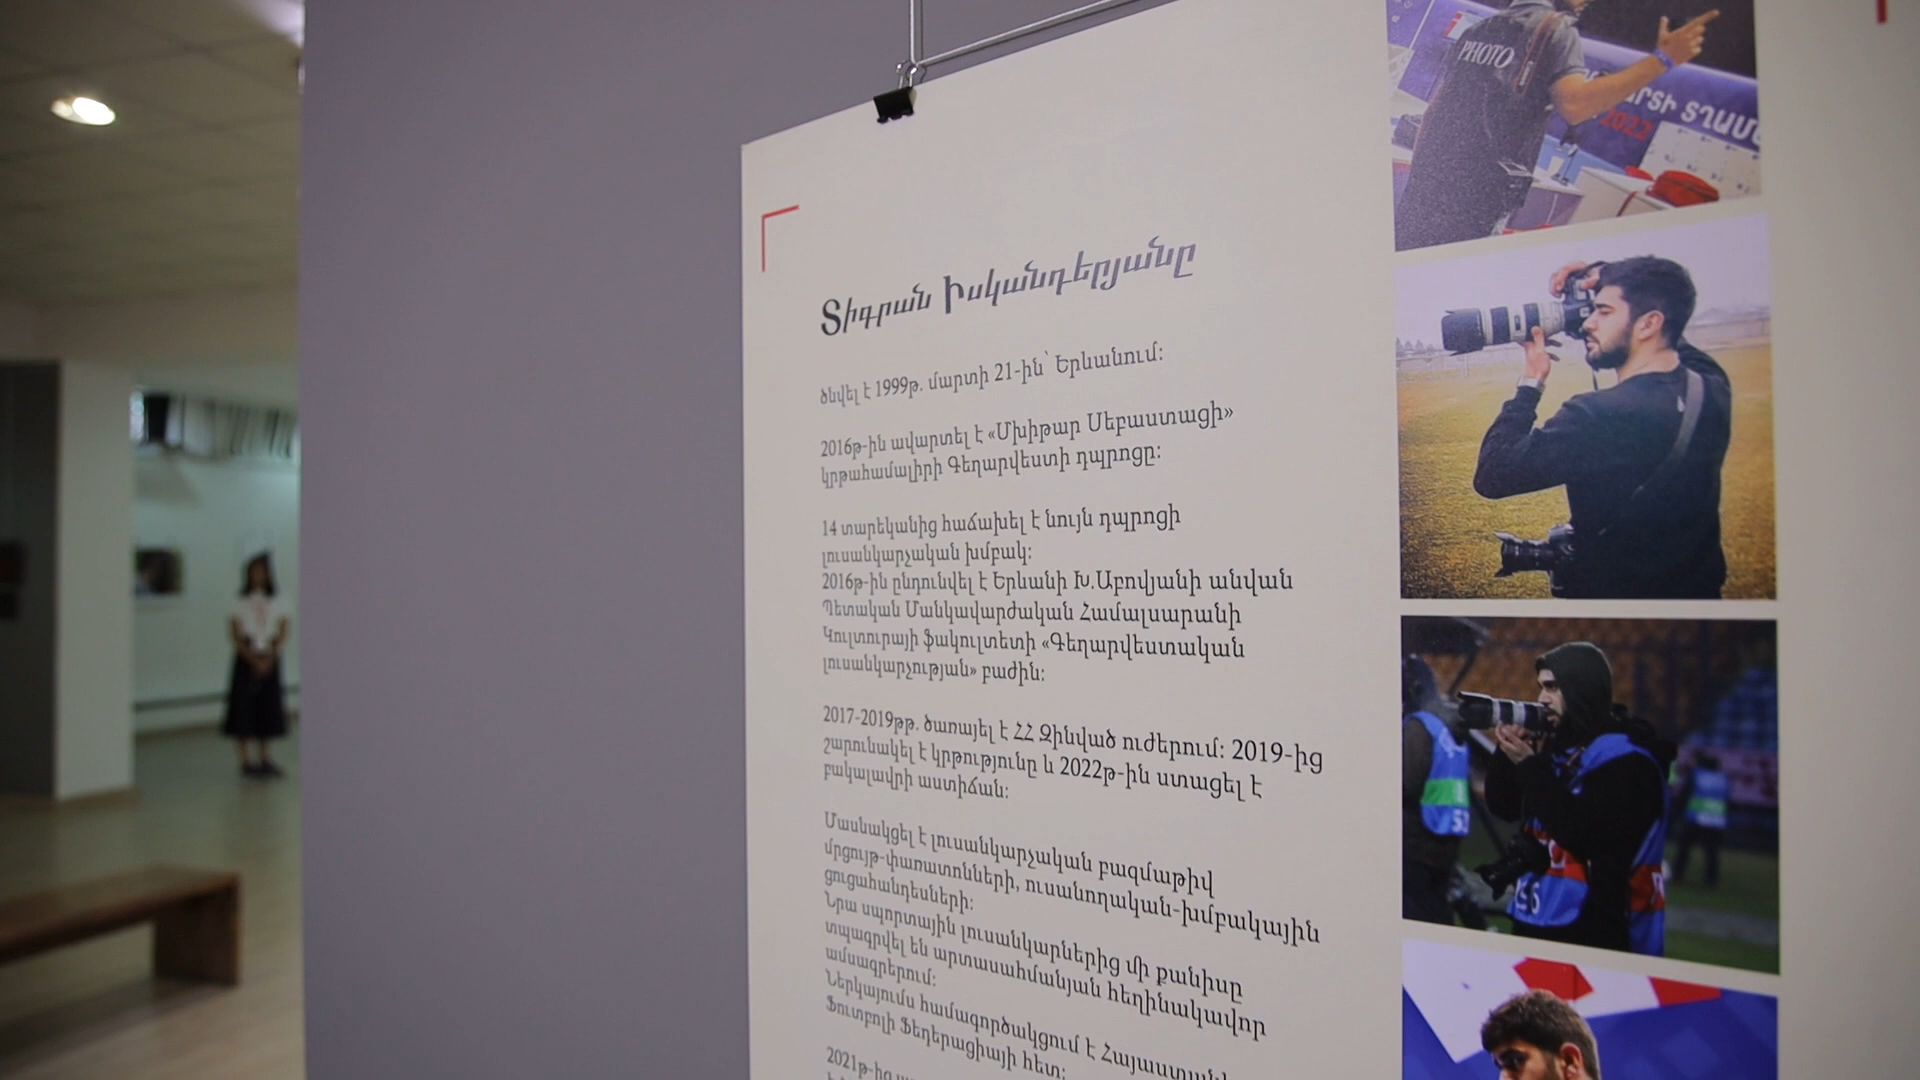 Տիգրան Իսկանդերյանը
ծնվել է 1999թ. մարտի 21-ին՝ Երևանում:
2016թ-ին ավարտել է «Մխիթար Սեբաստացի»
կրթահամալիրի Գեղարվեստի դպրոցը:
14 տարեկանից հաճախել է նույն դպրոցի
լուսանկարչական խմբակ:
2016թ-ին ընդունվել է Երևանի Խ.Աբովյանի անվան
Պետական Մանկավարժական Համալսարանի
Կուլտուրայի ֆակուլտետի «Գեղարվեստական
լուսանկարչության» բաժին:
2017-2019թթ. ծառայել է ՀՀ Զինված ուժերում: 2019-ից
շարունակել է կրթությունը և 2022թ-ին ստացել է
բակալավրի աստիճան:
Մասնակցել է լուսանկարչական բազմաթիվ
մրցույթ-փառատոնների, ուսանողական-խմբակային
ցուցահանդեսների:
Նրա սպորտային լուսանկարներից մի քանիսը
տպագրվել են արտասահմանյան հեղինակավոր
ամսագրերում:
Ներկայումս համագործակցում է
Ֆուտբոլի Ֆեդերացիայի հետ:
PHOTO
2022